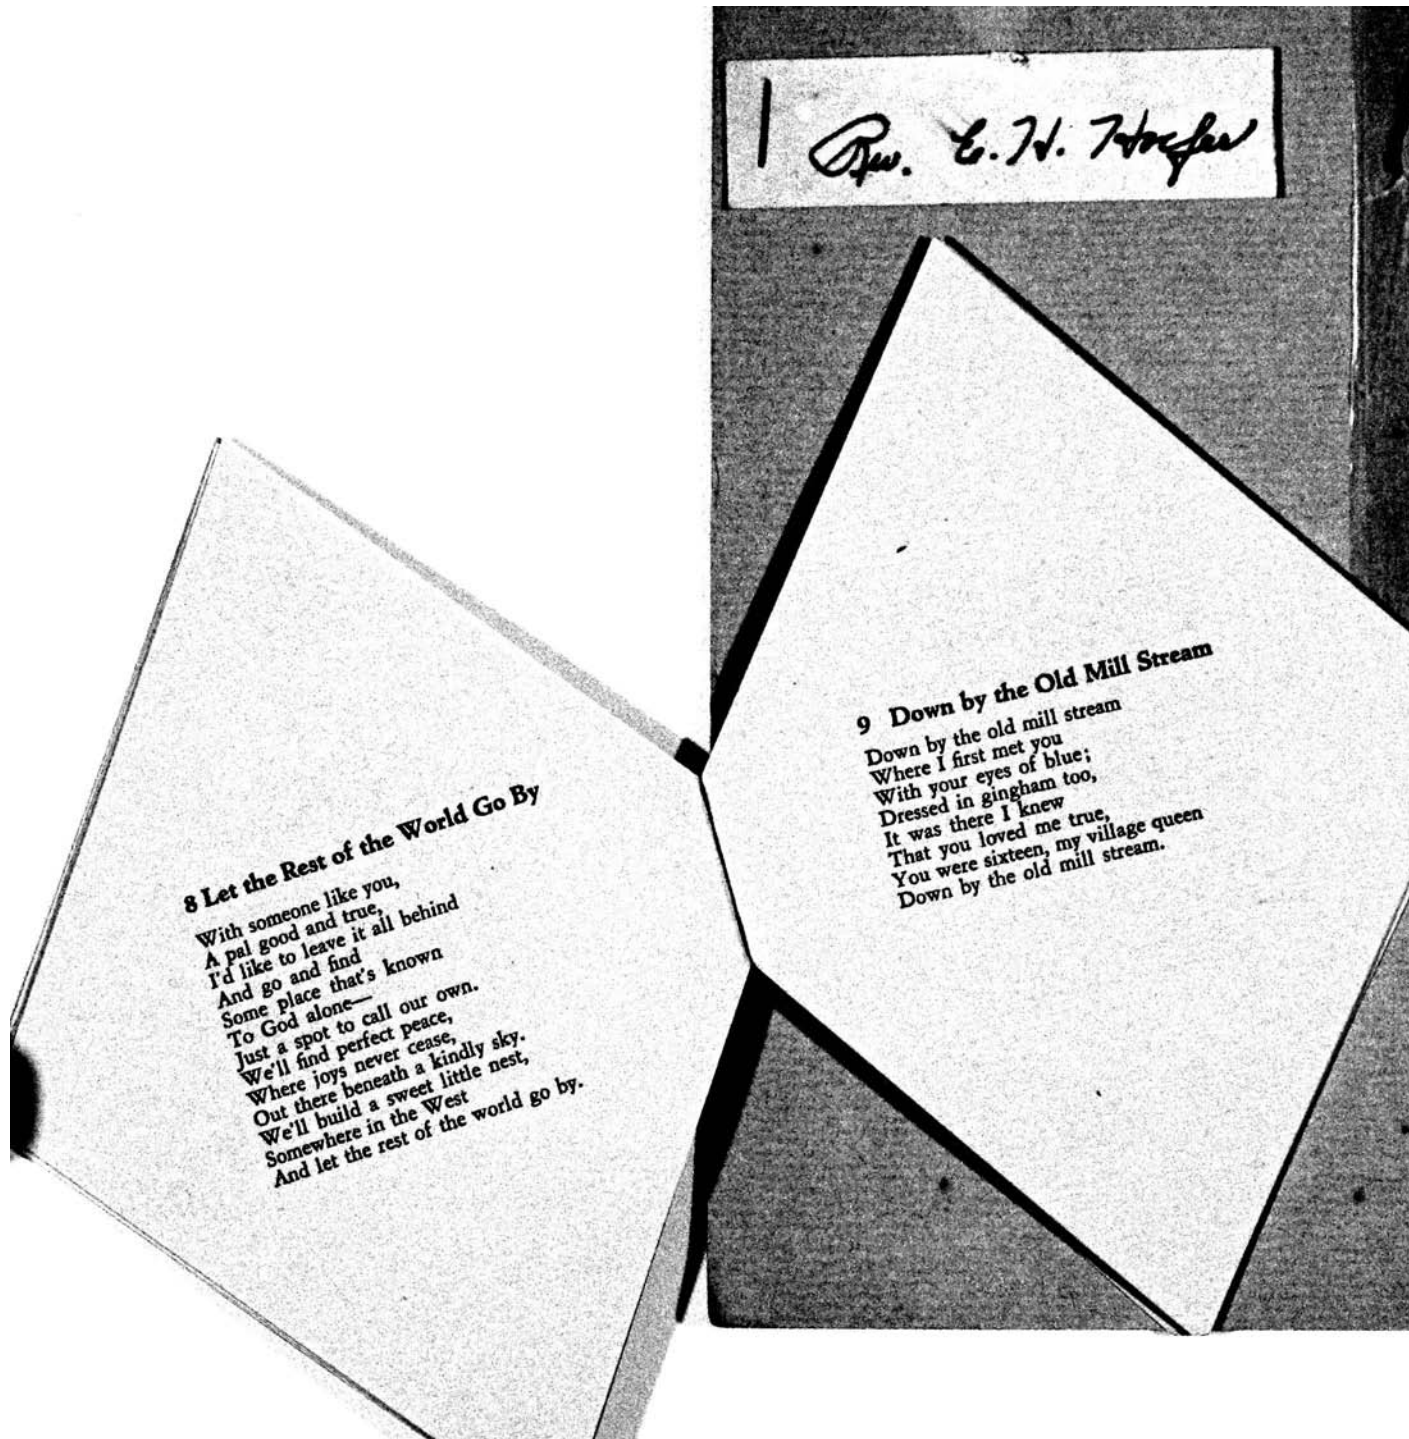 Rev. E. H. Hoefer
8 Let the Rest of the World Go By
With someone like you,
A pal good and true,
I'd like to leave it all behind
And go and find
Some place that's known
To God alone—
Just a spot to call our own.
We'll find perfect peace,
Where joys never cease,
Out there beneath a kindly sky.
We'll build a sweet little nest,
Somewhere in the West
And let the rest of the world go by.
9 Down by the Old Mill Stream
Down by the old mill stream
Where I first met you
With your eyes of blue;
Dressed in gingham too,
It was there I knew
That you loved me true,
You were sixteen, my village queen
Down by the old mill stream.